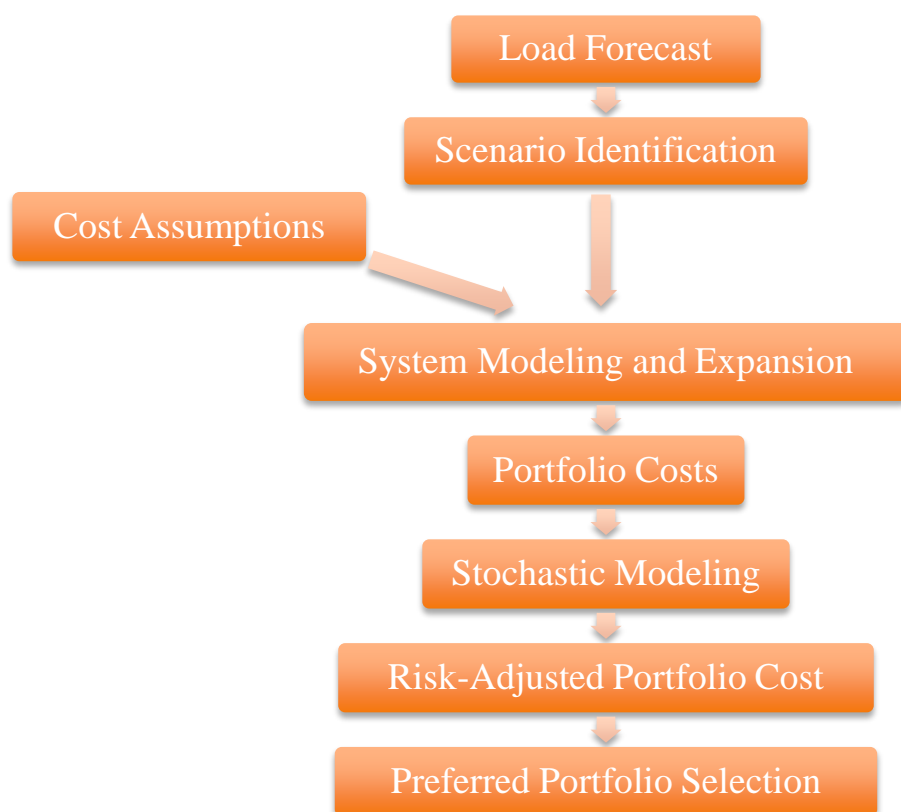 Load Forecast
Scenario Identification
Cost Assumptions
System Modeling and Expansion
Portfolio Costs
Stochastic Modeling
Risk-Adjusted Portfolio Cost
Preferred Portfolio Selection